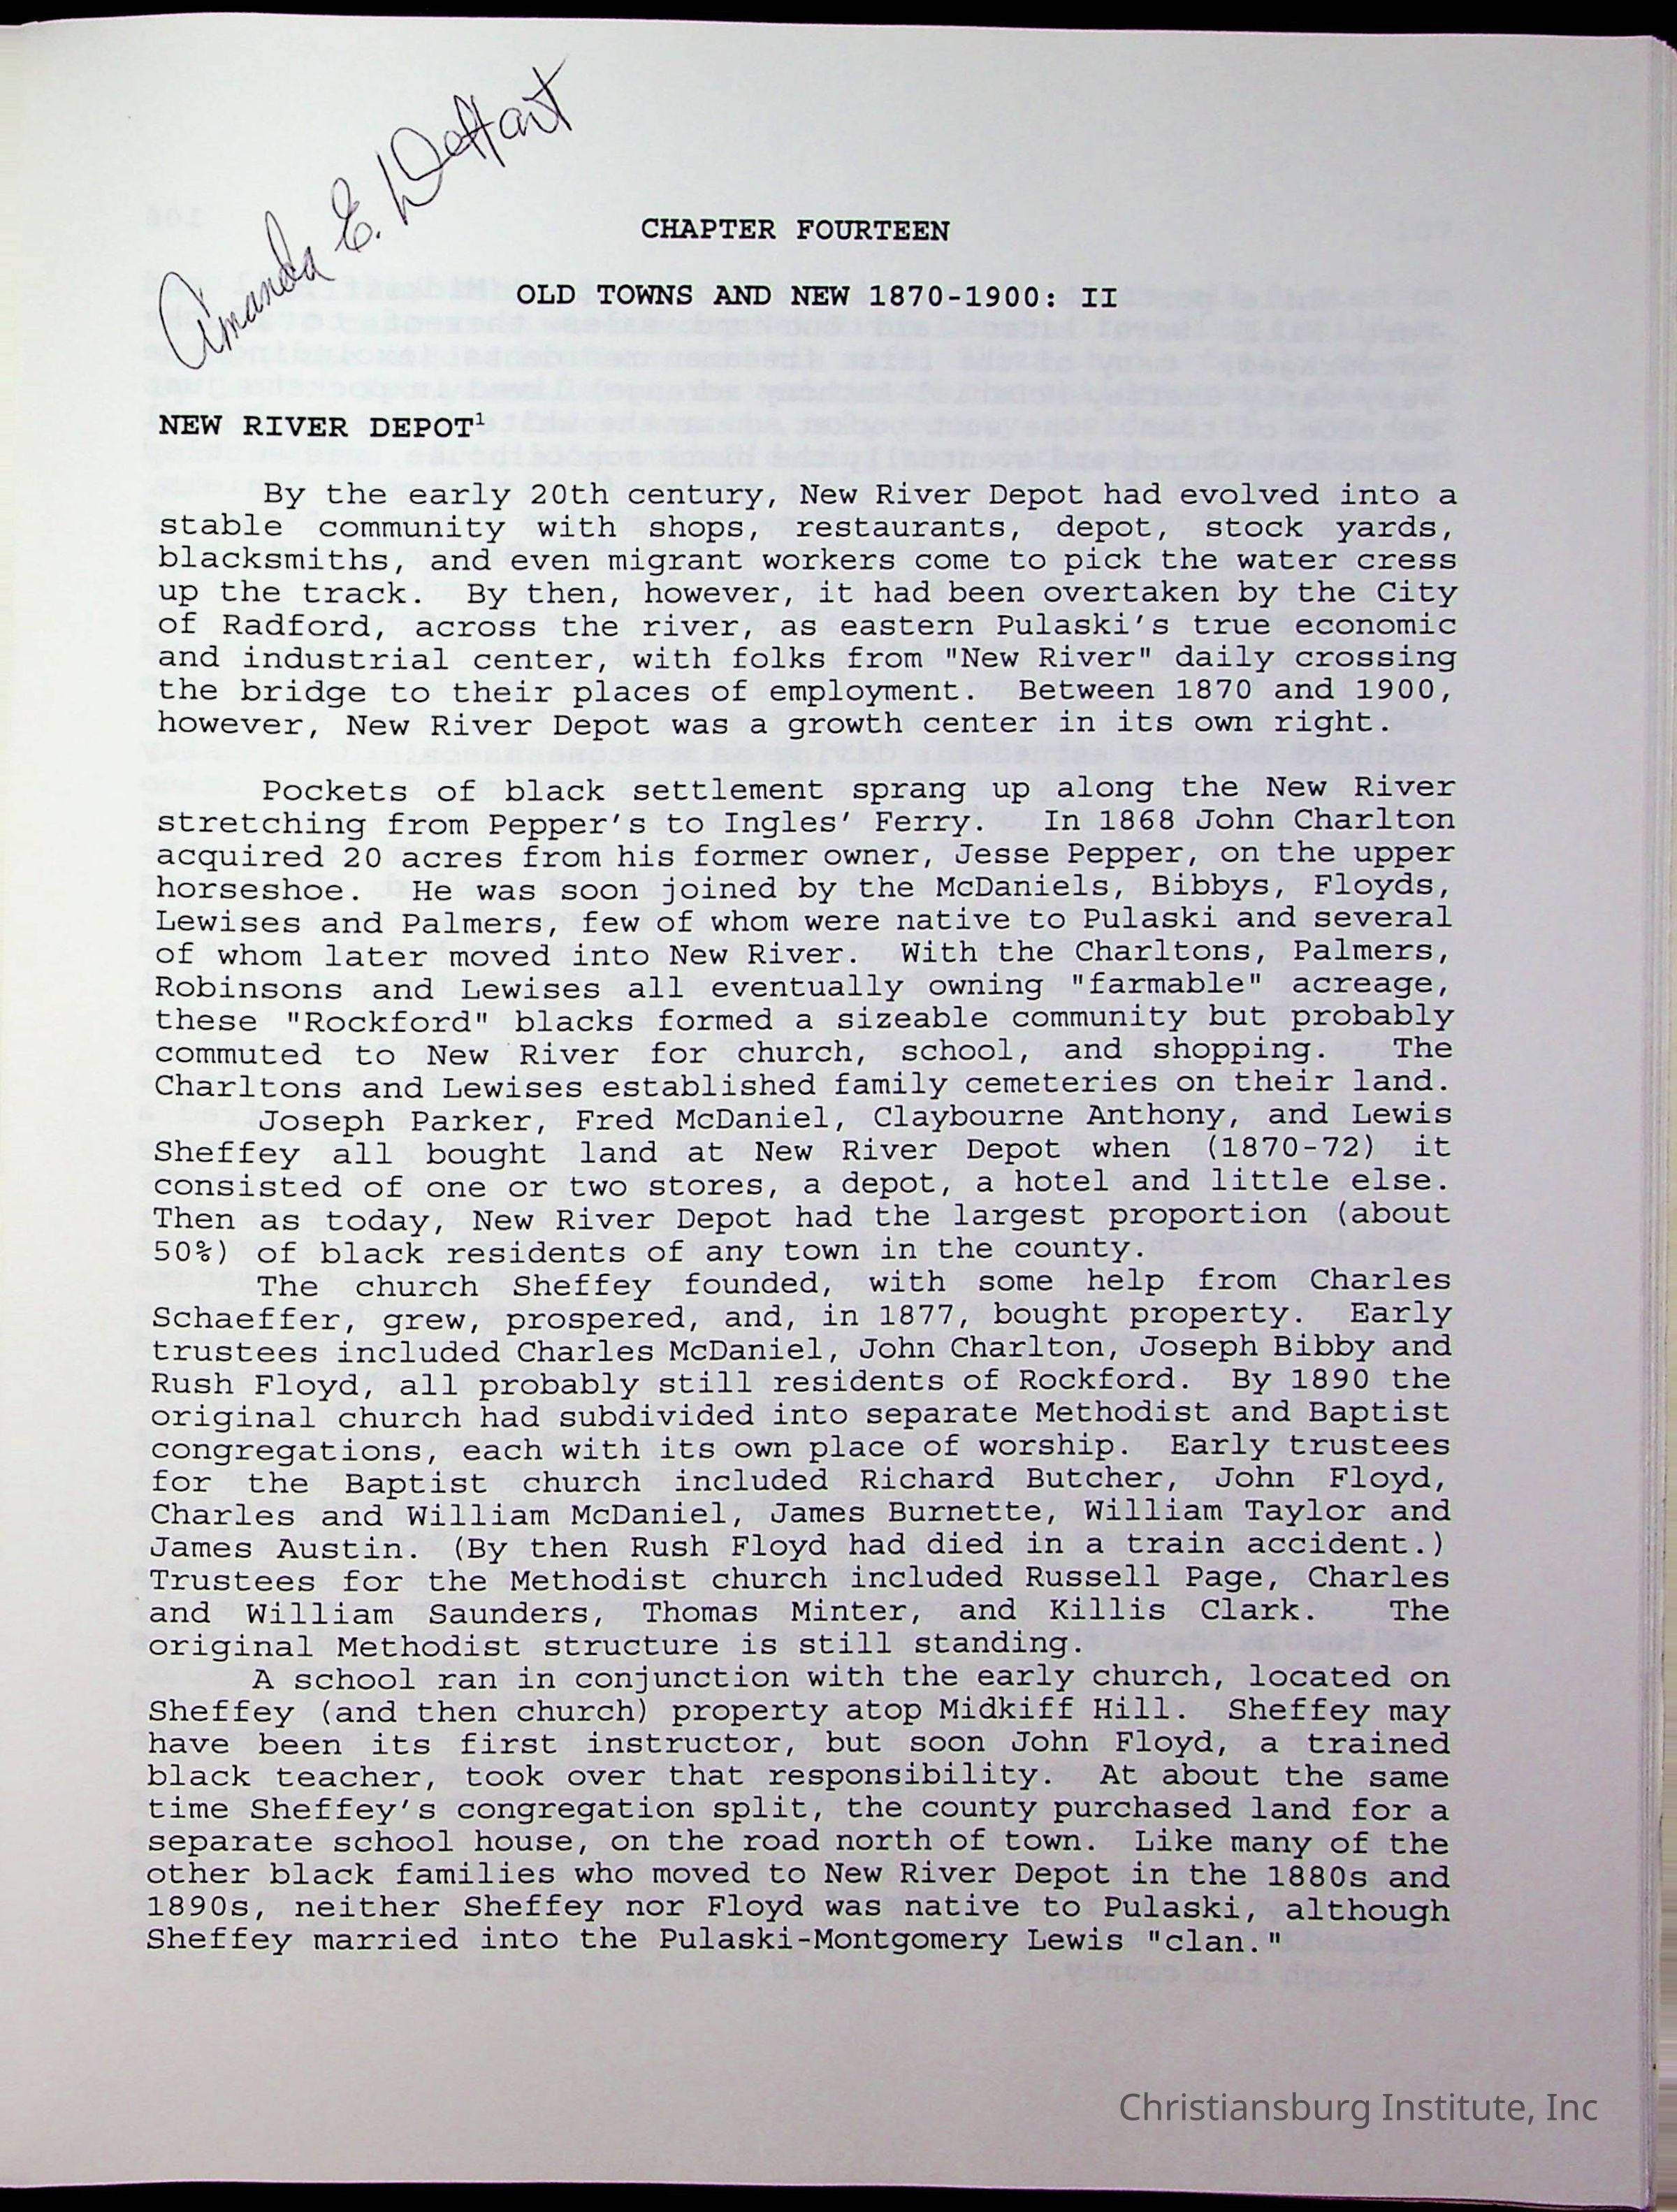 Amanda E. DeHart
CHAPTER FOURTEEN
OLD TOWNS AND NEW 1870-1900: II
NEW RIVER DEPOT¹
By the early 20th century, New River Depot had evolved into a
stable community with shops, restaurants, depot, stock yards,
blacksmiths, and even migrant workers come to pick the water cress
up the track. By then, however, it had been overtaken by the City
of Radford, across the river, as eastern Pulaski's true economic
and industrial center, with folks from "New River" daily crossing
the bridge to their places of employment. Between 1870 and 1900,
however, New River Depot was a growth center in its own right.
Pockets of black settlement sprang up along the New River
stretching from Pepper's to Ingles' Ferry. In 1868 John Charlton
acquired 20 acres from his former owner, Jesse Pepper, on the upper
horseshoe. He was soon joined by the McDaniels, Bibbys, Floyds,
Lewises and Palmers, few of whom were native to Pulaski and several
of whom later moved into New River. With the Charltons, Palmers,
Robinsons and Lewises all eventually owning "farmable" acreage,
these "Rockford" blacks formed a sizeable community but probably
commuted to New River for church, school, and shopping. The
Charltons and Lewises established family cemeteries on their land.
Joseph Parker, Fred McDaniel, Claybourne Anthony, and Lewis
Sheffey all bought land at New River Depot when (1870-72) it
consisted of one or two stores, a depot, a hotel and little else.
Then as today, New River Depot had the largest proportion (about
50%) of black residents of any town in the county.
The church Sheffey founded, with some help from Charles
Schaeffer, grew, prospered, and, in 1877, bought property. Early
trustees included Charles McDaniel, John Charlton, Joseph Bibby and
Rush Floyd, all probably still residents of Rockford. By 1890 the
original church had subdivided into separate Methodist and Baptist
congregations, each with its own place of worship. Early trustees
for the Baptist church included Richard Butcher, John Floyd,
Charles and William McDaniel, James Burnette, William Taylor and
James Austin. (By then Rush Floyd had died in a train accident.)
Trustees for the Methodist church included Russell Page, Charles
and William Saunders, Thomas Minter, and Killis Clark. The
original Methodist structure is still standing.
A school ran in conjunction with the early church, located on
Sheffey (and then church) property atop Midkiff Hill. Sheffey may
have been its first instructor, but soon John Floyd, a trained
black teacher, took over that responsibility. At about the same
time Sheffey's congregation split, the county purchased land for a
separate school house, on the road north of town. Like many of the
other black families who moved to New River Depot in the 1880s and
1890s, neither Sheffey nor Floyd was native to Pulaski, although
Sheffey married into the Pulaski-Montgomery Lewis "clan."
Christiansburg Institute, Inc